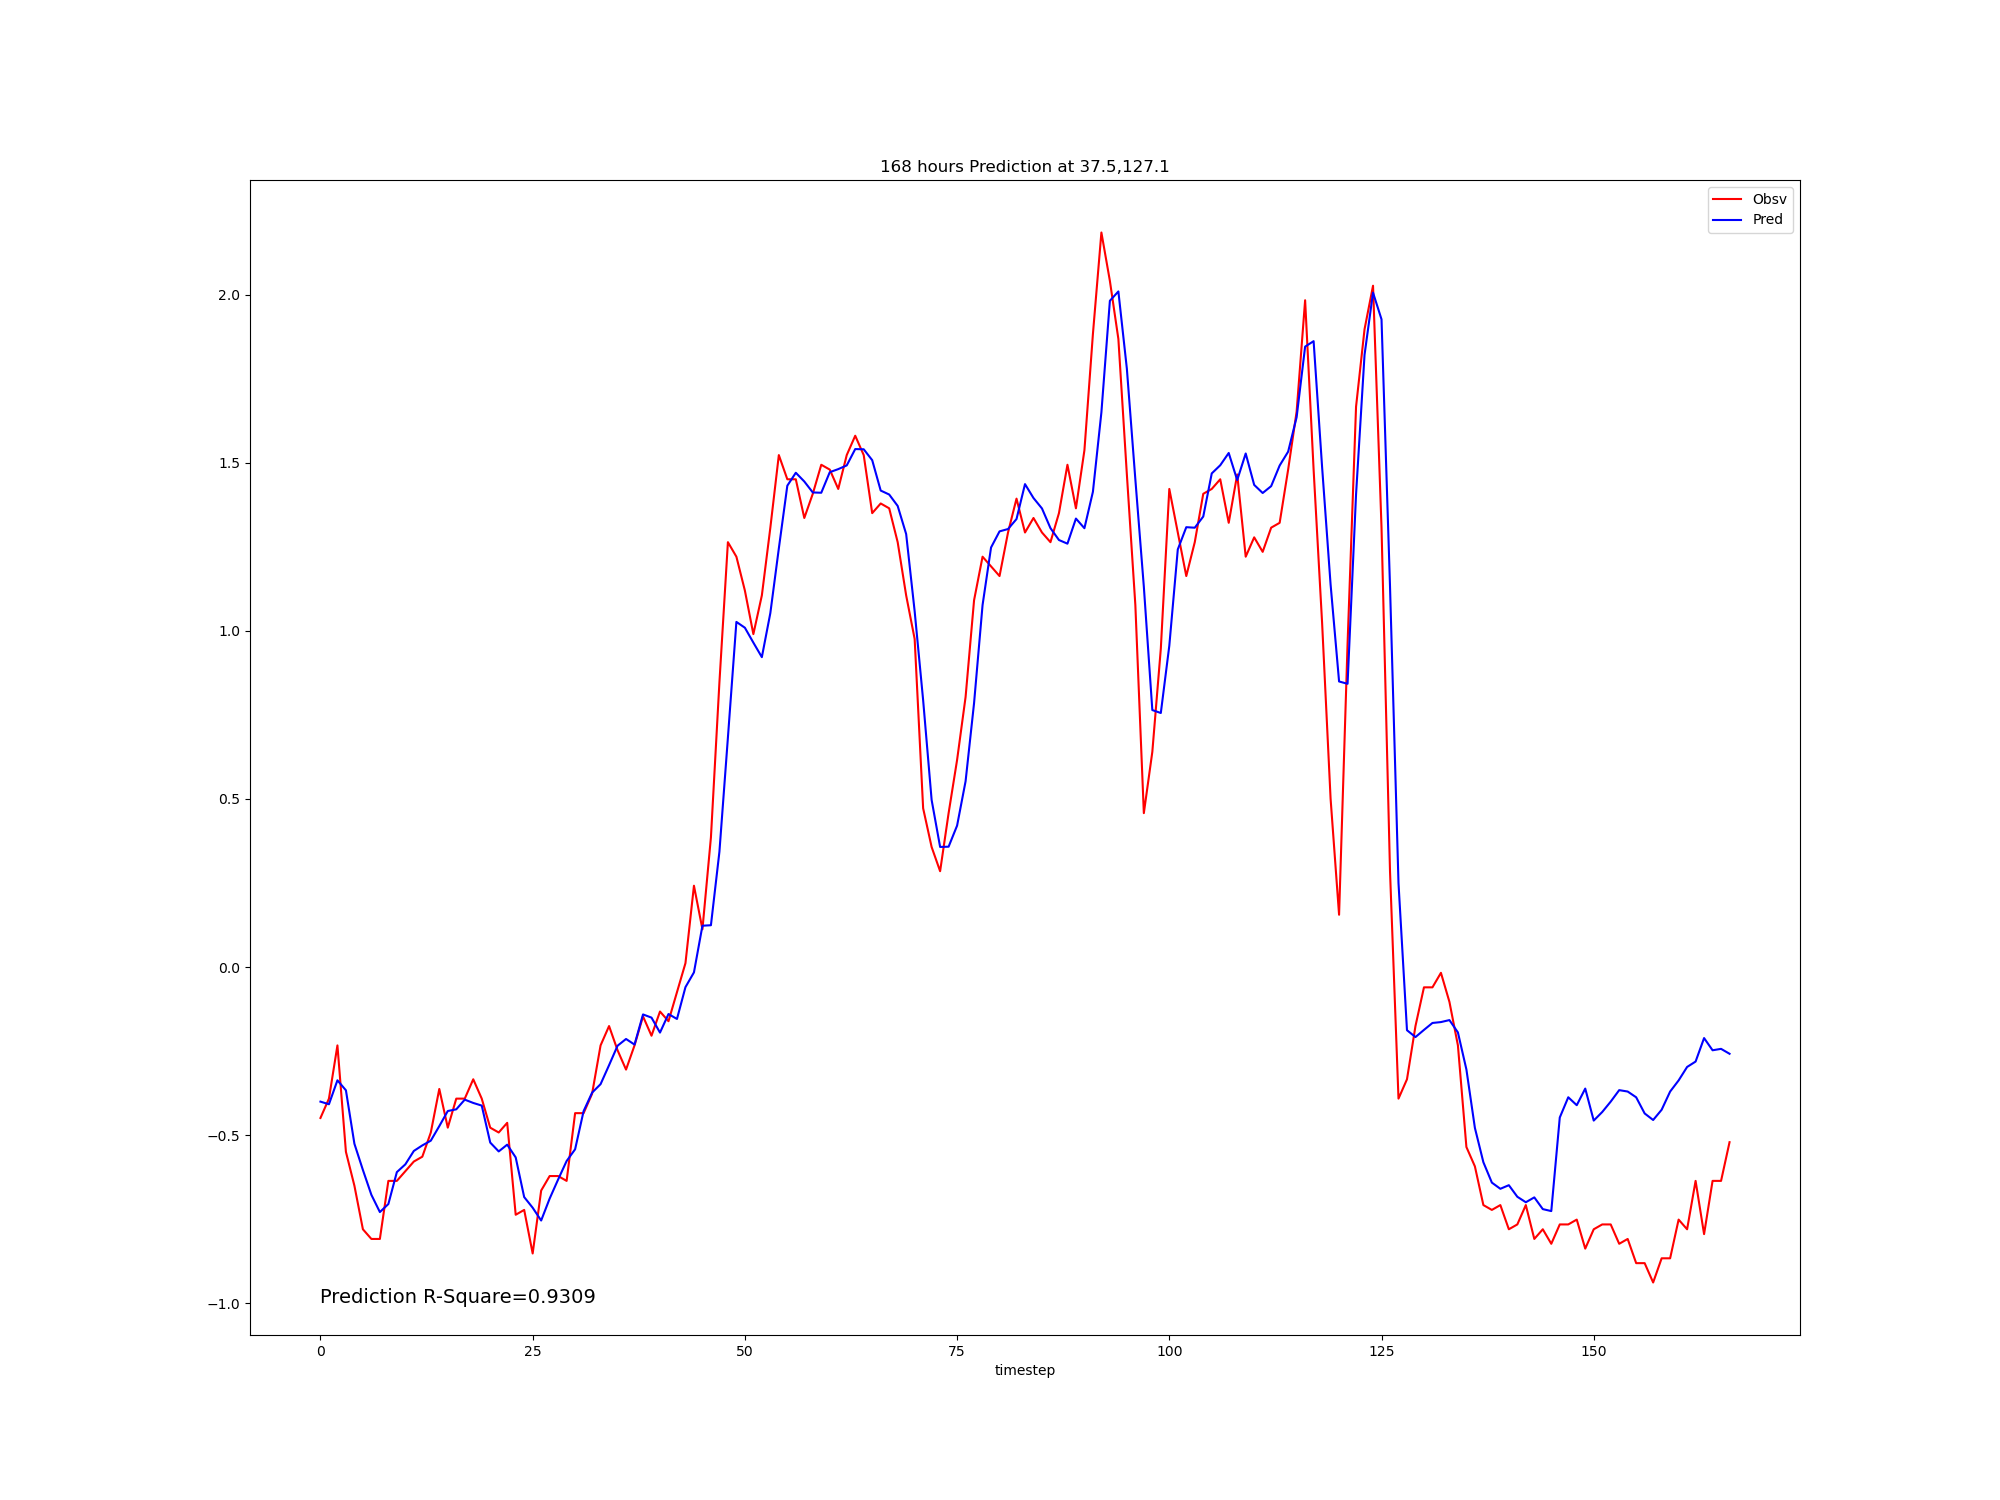 168 hours Prediction at 37.5,127.1
Obsv
Pred
2.0
1.5
1.0
0.5
0.0
−0.5
−1.0
Prediction R-Square=0.9309
0 25 50 75 100 125 150
timestep